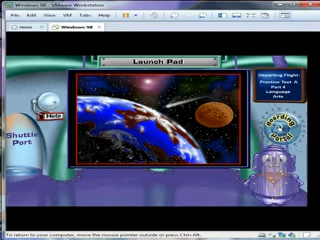 Windows 98 - VMware Workstation
File Edit View VM Tabs Help
Home
Windows 98
Launch Pad
Departing Flight:
Practice Test A
Part 4
Language
Arts
Help
Shuttle
Port
Boarding
Portal
To return to your computer, move the mouse pointer outside or press Ctrl+Alt.